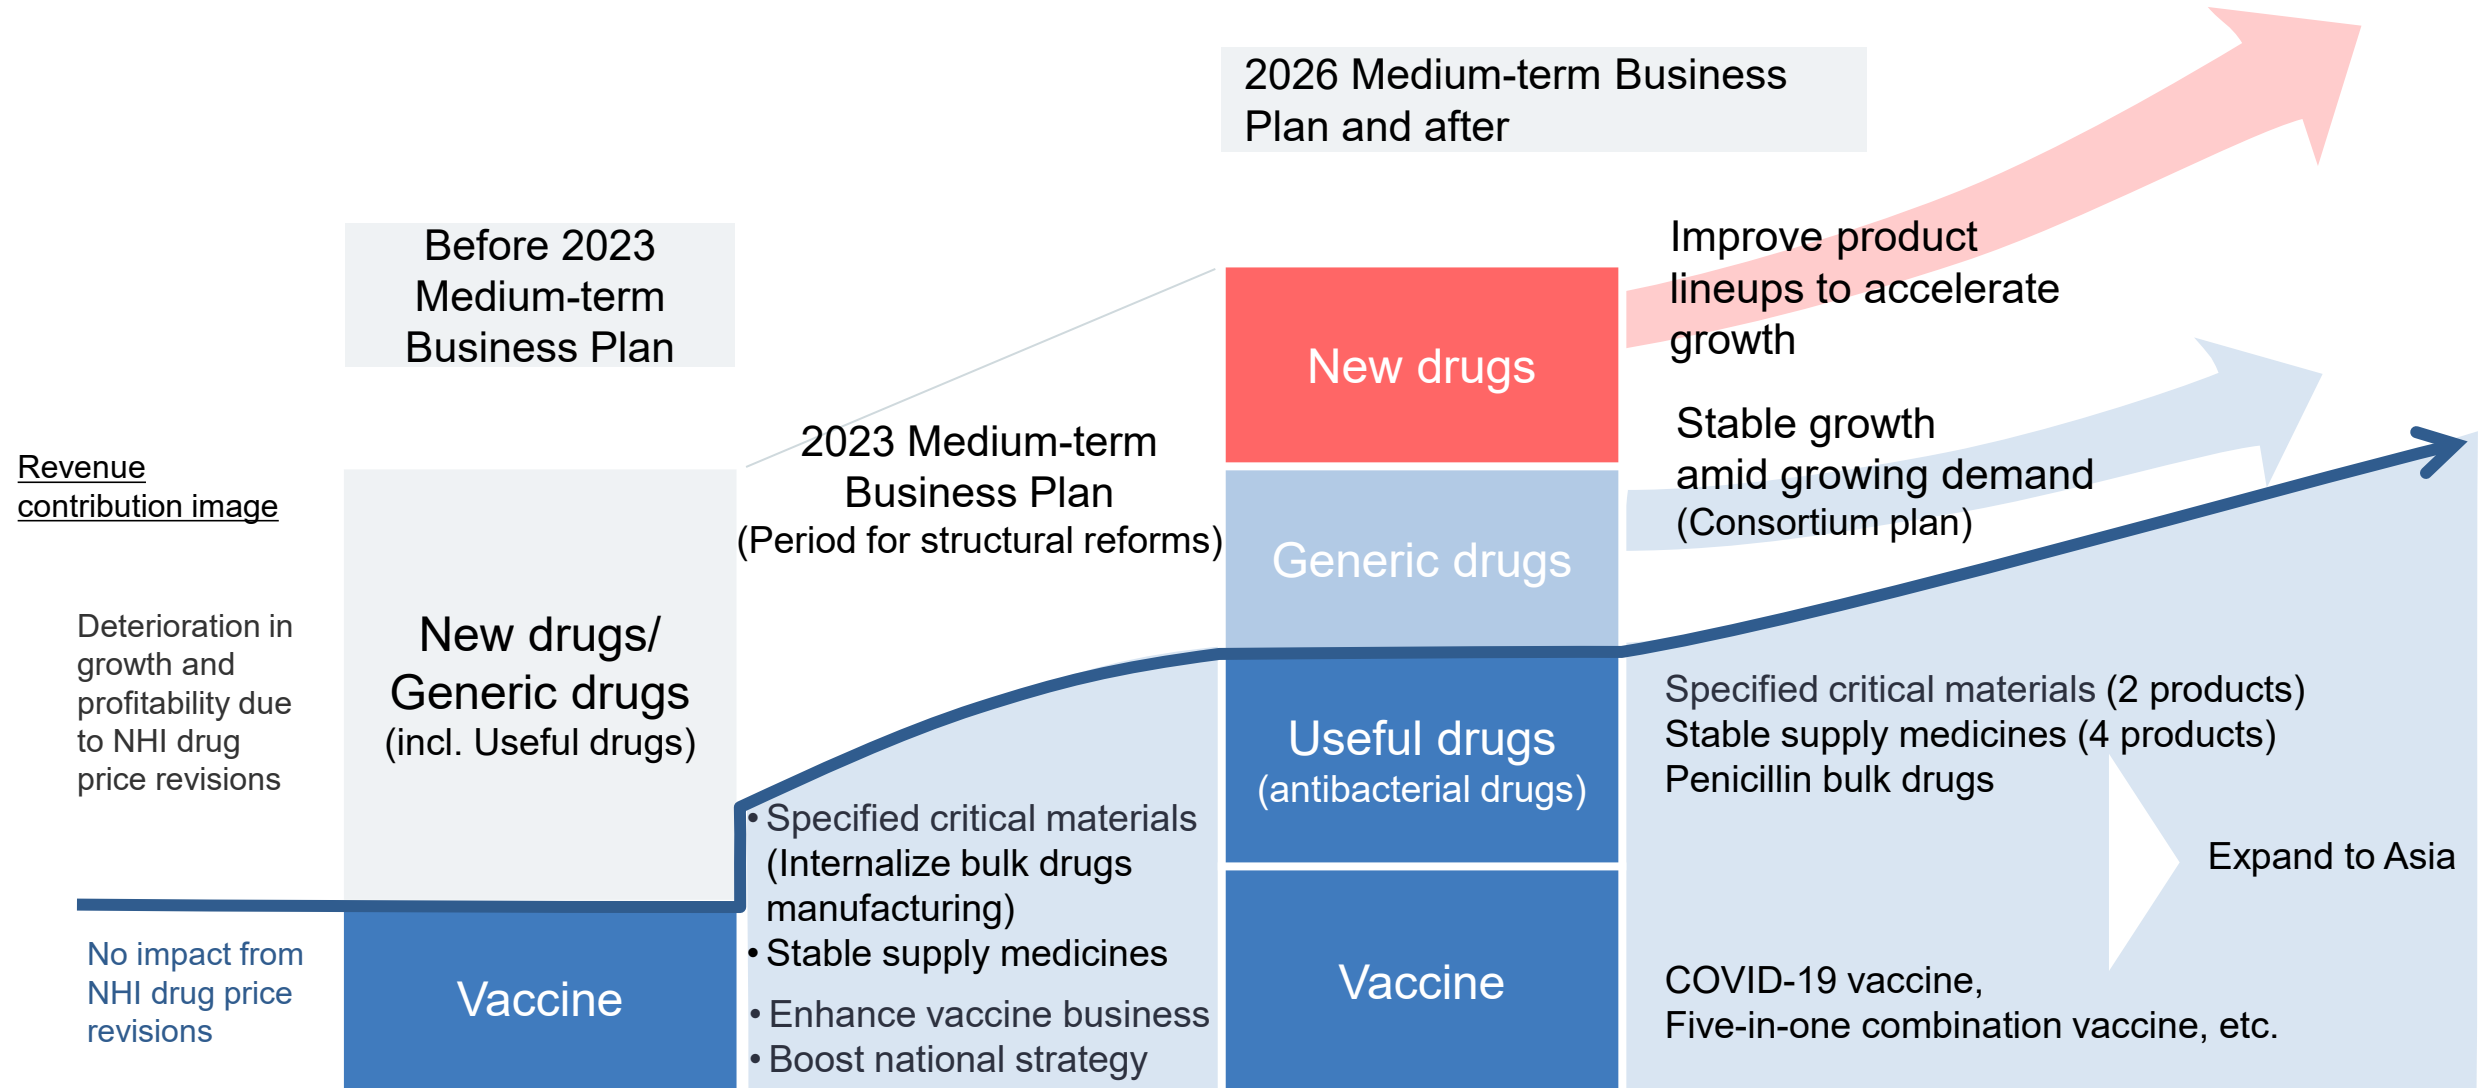 2026 Medium-term Business
Plan and after
Before 2023
Medium-term
Business Plan
Revenue
contribution image
Deterioration in
growth and
profitability due
to NHI drug
price revisions
No impact from
NHI drug price
revisions
New drugs/
Generic drugs
(incl. Useful drugs)
Vaccine
2023 Medium-term
Business Plan
(Period for structural reforms)
• Specified critical materials
(Internalize bulk drugs
manufacturing)
• Stable supply medicines
• Enhance vaccine business
• Boost national strategy
New drugs
Generic drugs
Useful drugs
(antibacterial drugs)
Vaccine
Improve product
lineups to accelerate
growth
Stable growth
amid growing demand
(Consortium plan)
Specified critical materials (2 products)
Stable supply medicines (4 products)
Penicillin bulk drugs
Expand to Asia
COVID-19 vaccine,
Five-in-one combination vaccine, etc.